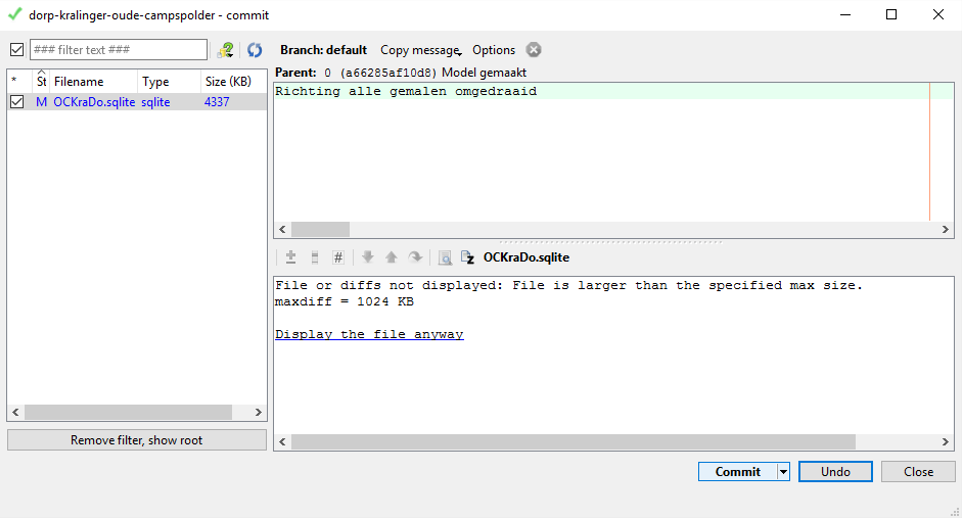 dorp-kralinger-oude-campspolder - commit
### filter text ###
Branch: default Copy message Options
Parent: 0 (a66285af10d8) Model gemaakt
* St Filename Type Size (KB)
M OCKraDo.sqlite sqlite 4337
Richting alle gemalen omgedraaid
# z OCKraDo.sqlite
File or diffs not displayed: File is larger than the specified max size.
maxdiff = 1024 KB
Display the file anyway
Remove filter, show root
Commit Undo Close